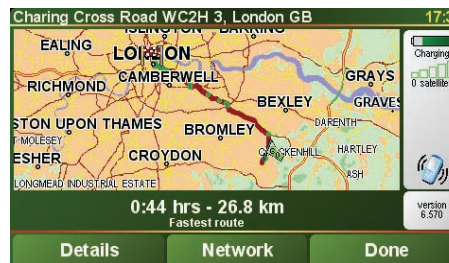 Charing Cross Road WC2H 3, London GB
ISLINGTON BARKING
EALING
Charging
LONDON
0 satellite
CAMBERWELL
GRAYS
RICHMOND
BEXLEY
GRAVES
STON UPON THAMES
DARENTH
T MOLESEY
BROMLEY
HARTLEY
ESHER
CROYDON
ASH
LONGMEAD INDUSTRIAL ESTATE
0:44 hrs - 26.8 km
Fastest route
version
6.570
Details Network Done